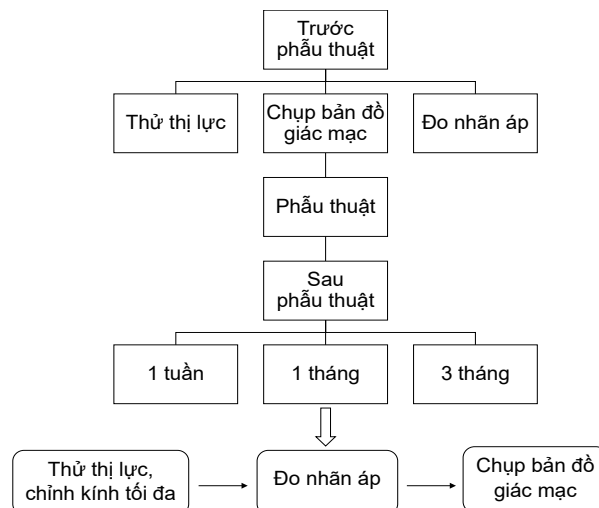 Trước
phẫu thuật
Thử thị lực
Chụp bản đồ
giác mạc
Đo nhãn áp
Phẫu thuật
Sau
phẫu thuật
1 tuần
1 tháng
3 tháng
Thử thị lực,
chỉnh kính tối đa
Đo nhãn áp
Chụp bản đồ
giác mạc